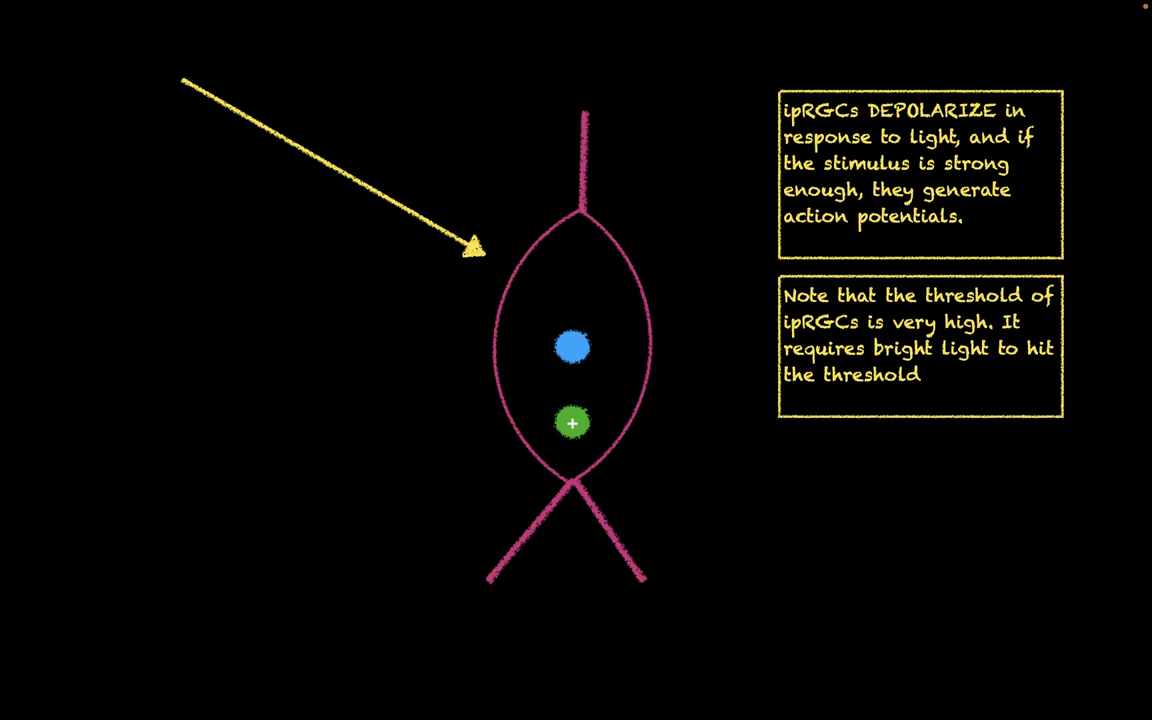 ipRGCs DEPOLARIZE in
response to light, and if
the stimulus is strong
enough, they generate
action potentials.
Note that the threshold of
ipRGCs is very high. It
requires bright light to hit
the threshold
+